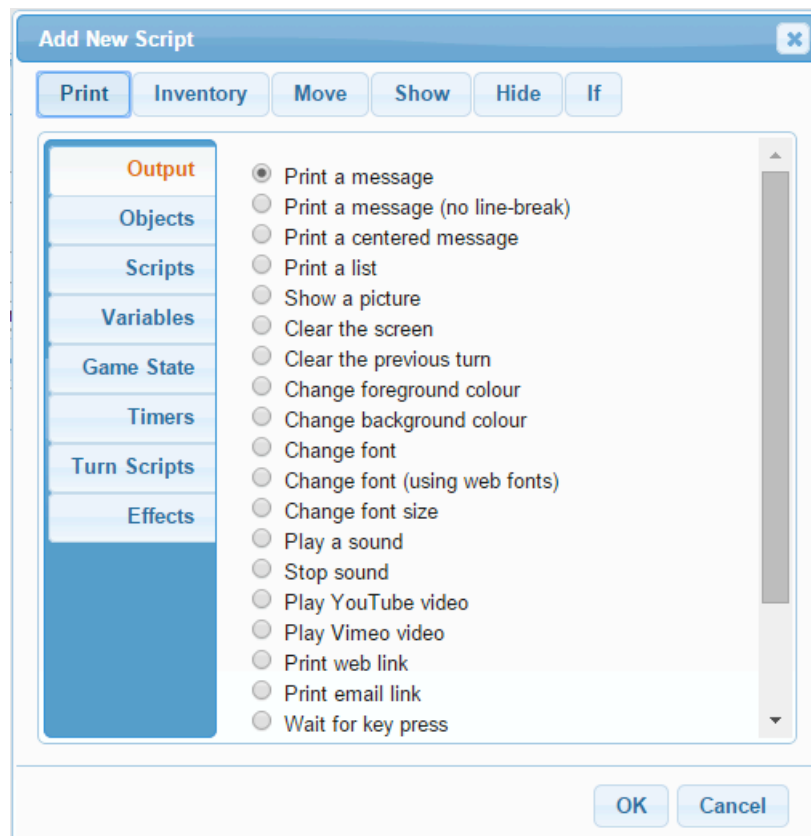 Add New Script
Print Inventory Move Show Hide If
Output
Objects
Scripts
Variables
Game State
Timers
Turn Scripts
Effects
Print a message
Print a message (no line-break)
Print a centered message
Print a list
Show a picture
Clear the screen
Clear the previous turn
Change foreground colour
Change background colour
Change font
Change font (using web fonts)
Change font size
Play a sound
Stop sound
Play YouTube video
Play Vimeo video
Print web link
Print email link
Wait for key press
OK Cancel